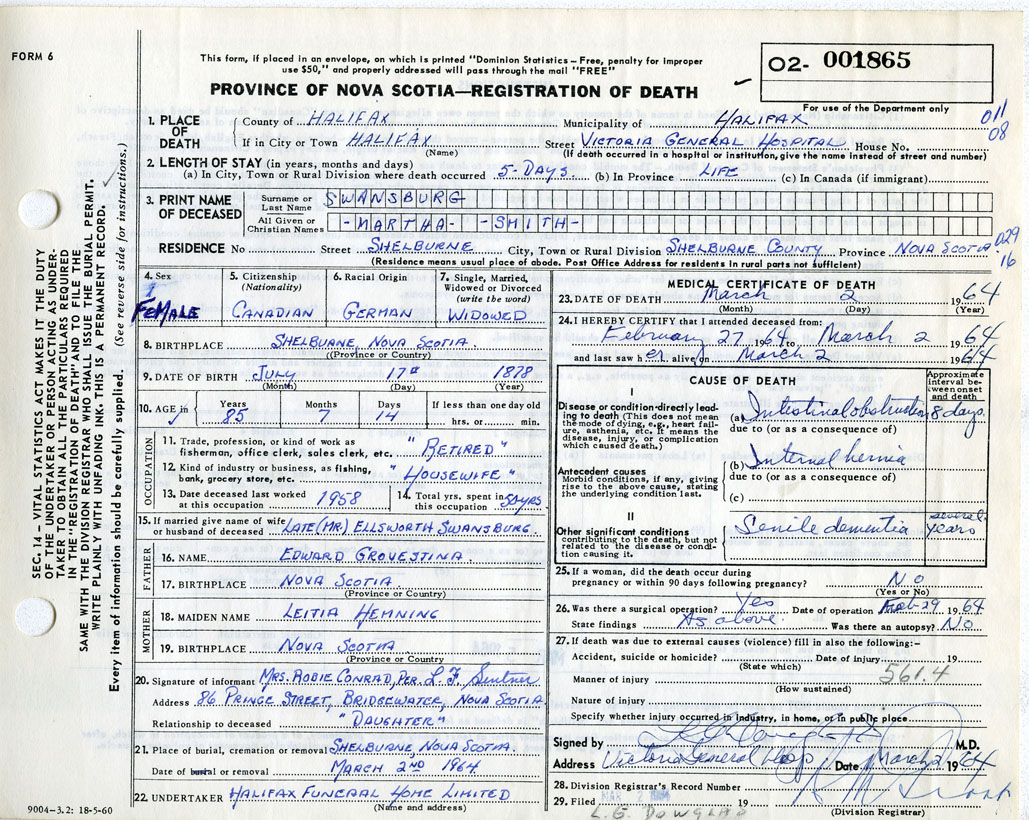 FORM 6
This form, if placed in an envelope, on which is printed "Dominion Statistics – Free, penalty for improper
use $50," and properly addressed will pass through the mail "FREE"
PROVINCE OF NOVA SCOTIA—REGISTRATION OF DEATH
02- 001865
For use of the Department only
011
08
1. PLACE OF DEATH
County of HALIFAX Municipality of HALIFAX
If in City or Town HALIFAX Street VICTORIA GENERAL HOSPITAL House No.
(Name) (If death occurred in a hospital or institution, give the name instead of street and number)
2. LENGTH OF STAY (in years, months and days)
(a) In City, Town or Rural Division where death occurred 5-DAYS. (b) In Province LIFE (c) In Canada (if immigrant)
3. PRINT NAME OF DECEASED
Surname or Last Name SWANSBURG
All Given or Christian Names -MARTHA- -SMITH-
RESIDENCE No Street SHELBURNE City, Town or Rural Division SHELBURNE COUNTY Province NOVA SCOTIA
029
16
(Residence means usual place of abode. Post Office Address for residents in rural parts not sufficient)
4. Sex
FEMALE
5. Citizenship
(Nationality)
CANADIAN
6. Racial Origin
GERMAN
7. Single, Married,
Widowed or Divorced
(write the word)
WIDOWED
8. BIRTHPLACE SHELBURNE, NOVA SCOTIA.
(Province or Country)
9. DATE OF BIRTH JULY 17th 1878
(Month) (Day) (Year)
10. AGE in Years Months Days If less than one day old
85 7 14 hrs. or min.
OCCUPATION
11. Trade, profession, or kind of work as
fisherman, office clerk, sales clerk, etc. "RETIRED"
12. Kind of industry or business, as fishing,
bank, grocery store, etc. "HOUSEWIFE"
13. Date deceased last worked
at this occupation 1958
14. Total yrs. spent in
this occupation 50 yrs
15. If married give name of wife
or husband of deceased LATE (MR) ELLSWORTH SWANSBURG.
FATHER
16. NAME EDWARD GROVESTINA
17. BIRTHPLACE NOVA SCOTIA.
(Province or Country)
MOTHER
18. MAIDEN NAME LEITIA HEMNING
19. BIRTHPLACE NOVA SCOTIA
(Province or Country)
20. Signature of informant MRS. ROBIE CONRAD, PER. L. F.
Address 86 PRINCE STREET, BRIDGEWATER, NOVA SCOTIA
Relationship to deceased "DAUGHTER"
21. Place of burial, cremation or removal SHELBURNE, NOVA SCOTIA.
Date of burial or removal MARCH 2ND 1964.
22. UNDERTAKER HALIFAX FUNERAL HOME LIMITED
(Name and address)
9004–3.2: 18-5-60
MEDICAL CERTIFICATE OF DEATH
23. DATE OF DEATH March 2 1964
(Month) (Day) (Year)
24. I HEREBY CERTIFY that I attended deceased from:
February 27 1964 to March 2 1964
and last saw her alive on March 2 1964
CAUSE OF DEATH
Approximate
interval be-
tween onset
and death
I
Disease or condition directly lead-
ing to death (This does not mean
the mode of dying, e.g., heart fail-
ure, asthenia, etc. It means the
disease, injury, or complication
which caused death.)
(a) Intestinal obstruction 8 days.
due to (or as a consequence of)
Antecedent causes
Morbid conditions, if any, giving
rise to the above cause, stating
the underlying condition last.
(b) Internal hernia
due to (or as a consequence of)
(c)
II
Other significant conditions
contributing to the death, but not
related to the disease or condi-
tion causing it.
Senile dementia several years
25. If a woman, did the death occur during
pregnancy or within 90 days following pregnancy? NO
(Yes or No)
26. Was there a surgical operation? Yes Date of operation Feb. 29 1964
State findings As above. Was there an autopsy? No
27. If death was due to external causes (violence) fill in also the following:–
Accident, suicide or homicide? Date of injury 19
(State which)
561.4
Manner of injury
(How sustained)
Nature of injury
Specify whether injury occurred in industry, in home, or in public place
Signed by M.D.
Address Victoria General Hosp Date March 2 1964
28. Division Registrar's Record Number
29. Filed MAR 2 1964 19
(Division Registrar)
SEC. 14 – VITAL STATISTICS ACT MAKES IT THE DUTY
OF THE UNDERTAKER OR PERSON ACTING AS UNDER-
TAKER TO OBTAIN ALL THE PARTICULARS REQUIRED
IN THE "REGISTRATION OF DEATH" AND TO FILE THE
SAME WITH THE DIVISION REGISTRAR WHO SHALL ISSUE THE BURIAL PERMIT.
WRITE PLAINLY WITH UNFADING INK. THIS IS A PERMANENT RECORD.
Every item of information should be carefully supplied. (See reverse side for instructions.)